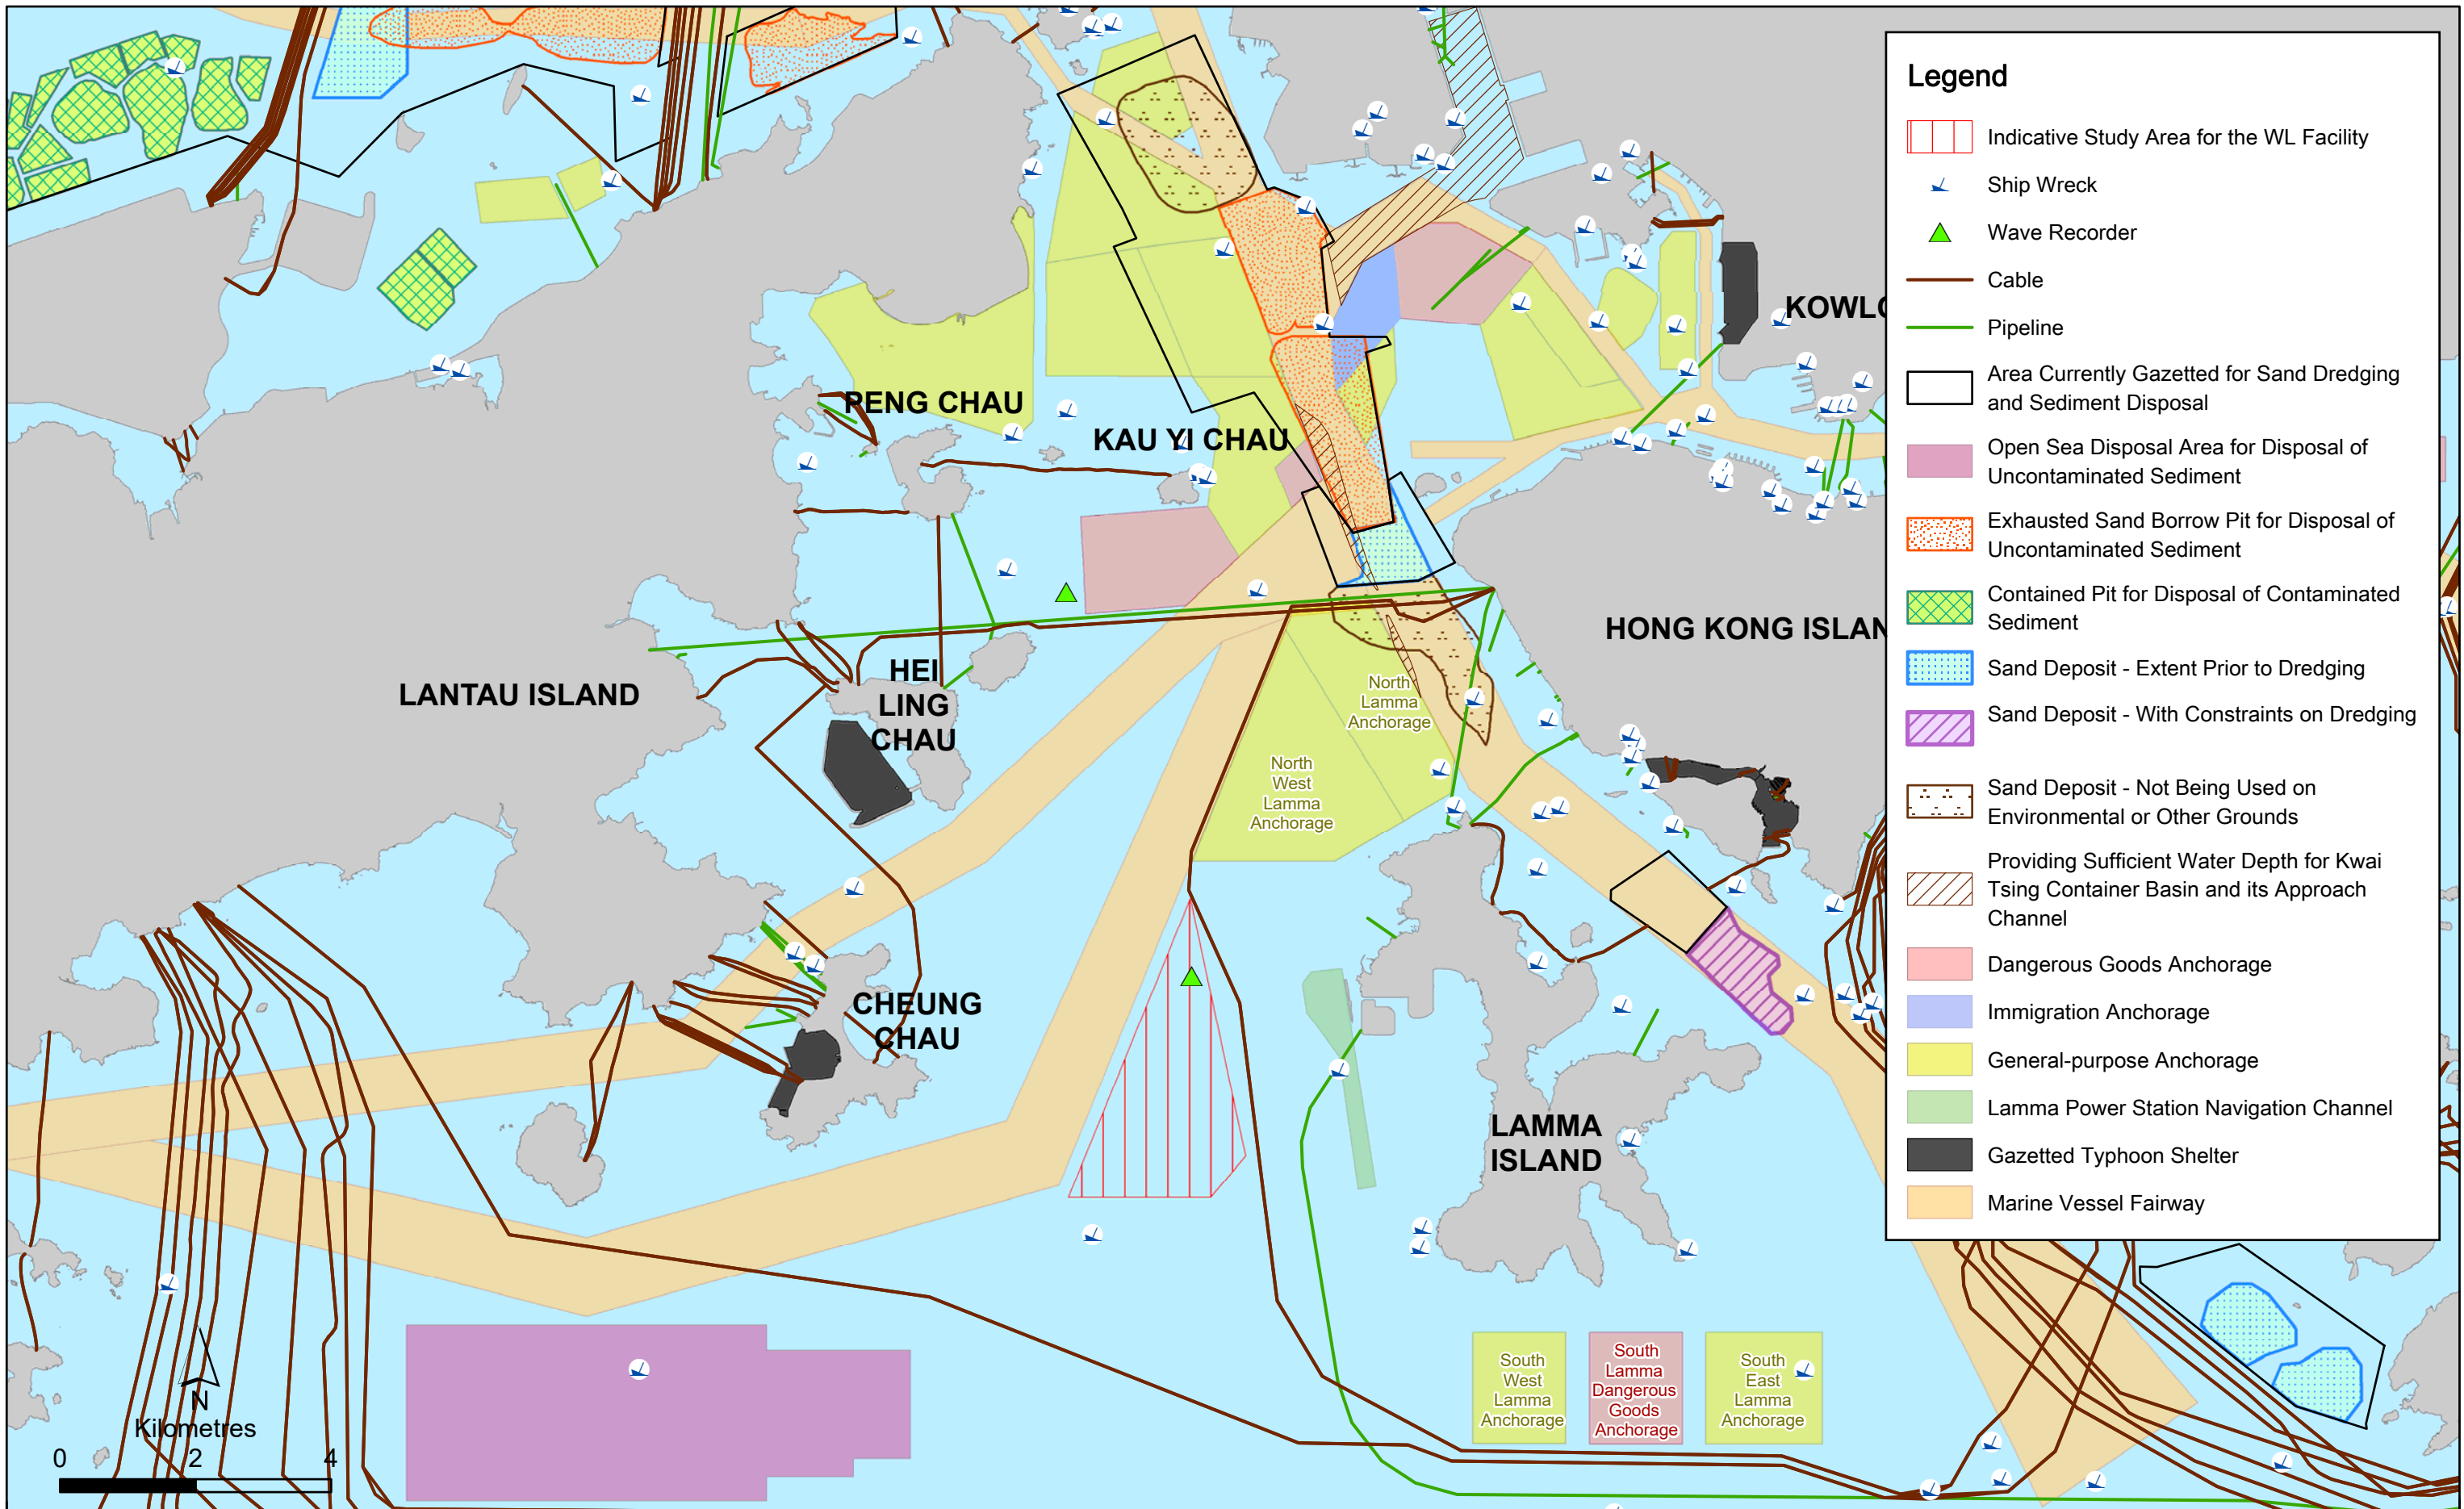 Legend
Indicative Study Area for the WL Facility
Ship Wreck
Wave Recorder
Cable
Pipeline
Area Currently Gazetted for Sand Dredging
and Sediment Disposal
Open Sea Disposal Area for Disposal of
Uncontaminated Sediment
Exhausted Sand Borrow Pit for Disposal of
Uncontaminated Sediment
Contained Pit for Disposal of Contaminated
Sediment
Sand Deposit - Extent Prior to Dredging
Sand Deposit - With Constraints on Dredging
Sand Deposit - Not Being Used on
Environmental or Other Grounds
Providing Sufficient Water Depth for Kwai
Tsing Container Basin and its Approach
Channel
Dangerous Goods Anchorage
Immigration Anchorage
General-purpose Anchorage
Lamma Power Station Navigation Channel
Gazetted Typhoon Shelter
Marine Vessel Fairway
KOWLO
PENG CHAU
KAU YI CHAU
HONG KONG ISLAN
LANTAU ISLAND
HEI
LING
CHAU
North
Lamma
Anchorage
North
West
Lamma
Anchorage
CHEUNG
CHAU
LAMMA
ISLAND
South
West
Lamma
Anchorage
South
Lamma
Dangerous
Goods
Anchorage
South
East
Lamma
Anchorage
N
Kilometres
0 2 4